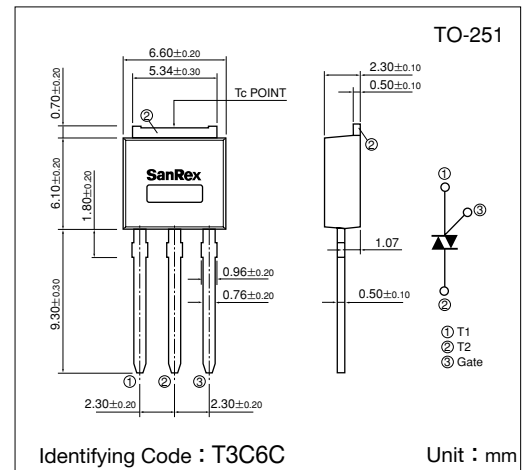 TO-251
6.60±0.20
5.34±0.30
2.30±0.10
0.50±0.10
0.70±0.20
Tc POINT
②
②
SanRex
6.10±0.20
1.80±0.20
①
③
②
1.07
0.96±0.20
0.76±0.20
0.50±0.10
9.30±0.30
① T1
② T2
③ Gate
① ② ③
2.30±0.20 2.30±0.20
Identifying Code：T3C6C Unit：mm